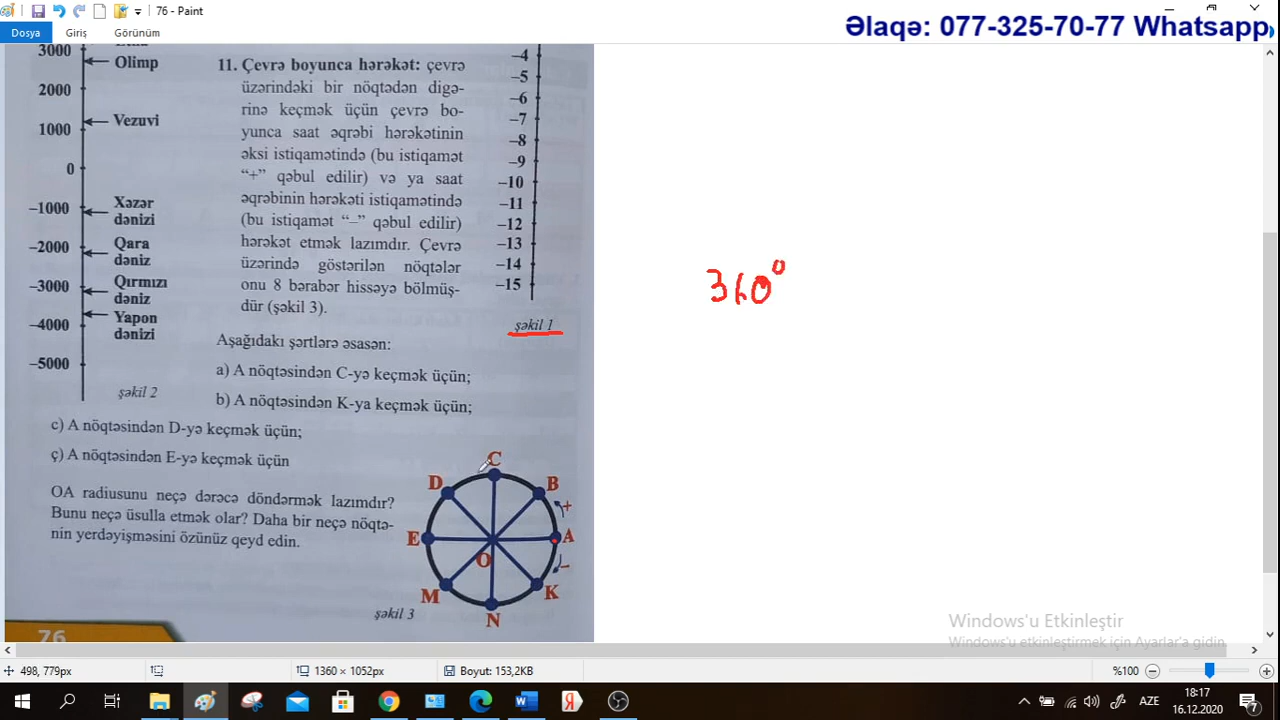 76 - Paint
Əlaqə: 077-325-70-77 Whatsapp
Dosya Giriş Görünüm
3000
Olimp
2000
Vezuvi
1000
0
Xəzər
dənizi
–1000
Qara
dəniz
–2000
Qırmızı
dəniz
–3000
Yapon
dənizi
–4000
–5000
şəkil 2
11. Çevrə boyunca hərəkət: çevrə
üzərindəki bir nöqtədən digə-
rinə keçmək üçün çevrə bo-
yunca saat əqrəbi hərəkətinin
əksi istiqamətində (bu istiqamət
“+” qəbul edilir) və ya saat
əqrəbinin hərəkəti istiqamətində
(bu istiqamət “–” qəbul edilir)
hərəkət etmək lazımdır. Çevrə
üzərində göstərilən nöqtələr
onu 8 bərabər hissəyə bölmüş-
dür (şəkil 3).
–4
–5
–6
–7
–8
–9
–10
–11
–12
–13
–14
–15
şəkil 1
360°
Aşağıdakı şərtlərə əsasən:
a) A nöqtəsindən C-yə keçmək üçün;
b) A nöqtəsindən K-ya keçmək üçün;
c) A nöqtəsindən D-yə keçmək üçün;
ç) A nöqtəsindən E-yə keçmək üçün
OA radiusunu neçə dərəcə döndərmək lazımdır?
Bunu neçə üsulla etmək olar? Daha bir neçə nöqtə-
nin yerdəyişməsini özünüz qeyd edin.
C
D B
+
E A
O –
M K
N
şəkil 3
76
Windows'u Etkinleştir
Windows'u etkinleştirmek için Ayarlar'a gidin.
498, 779px 1360 × 1052px Boyut: 153,2KB %100
AZE 18:17
16.12.2020
7